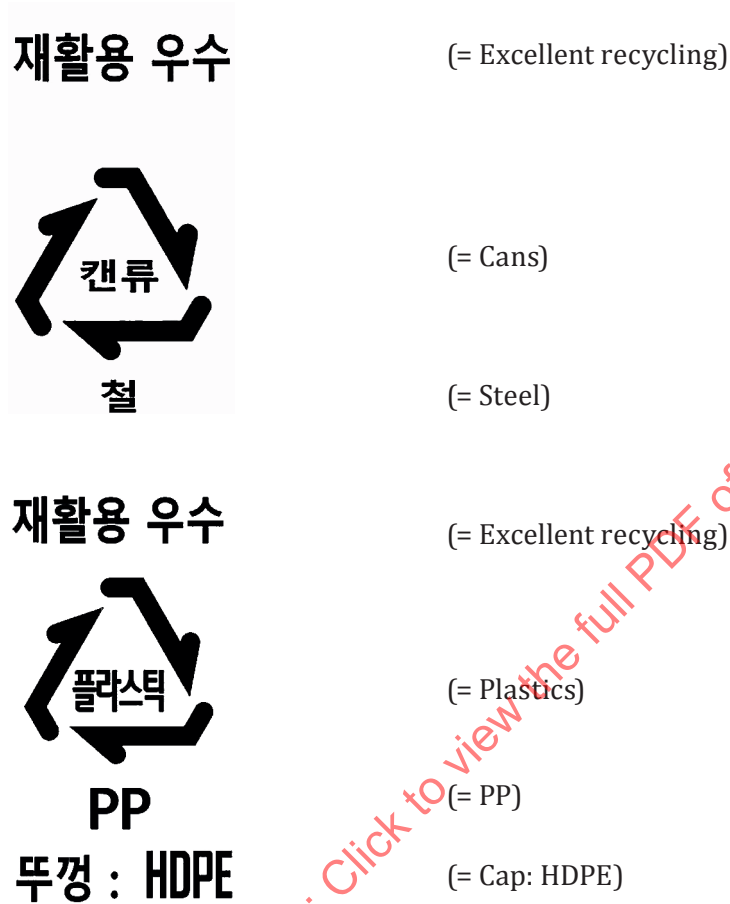 재활용 우수 (= Excellent recycling)
캔류 (= Cans)
철 (= Steel)
재활용 우수 (= Excellent recycling)
플라스틱 (= Plastics)
PP (= PP)
뚜껑 : HDPE (= Cap: HDPE)
: Click to view the full PDF of